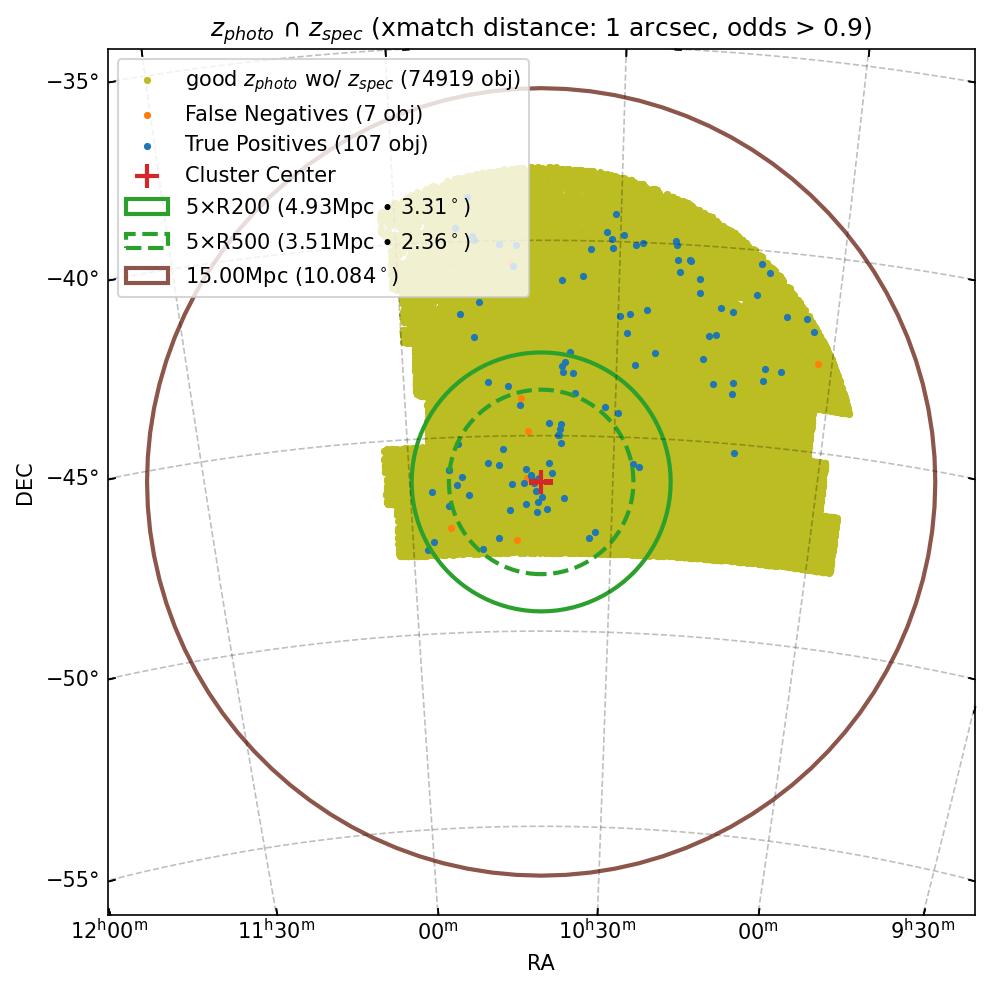 z_photo ∩ z_spec (xmatch distance: 1 arcsec, odds > 0.9)
good z_photo wo/ z_spec (74919 obj)
False Negatives (7 obj)
True Positives (107 obj)
Cluster Center
5×R200 (4.93Mpc • 3.31°)
5×R500 (3.51Mpc • 2.36°)
15.00Mpc (10.084°)
−35°
−40°
−45°
−50°
−55°
DEC
12h00m 11h30m 00m 10h30m 00m 9h30m
RA